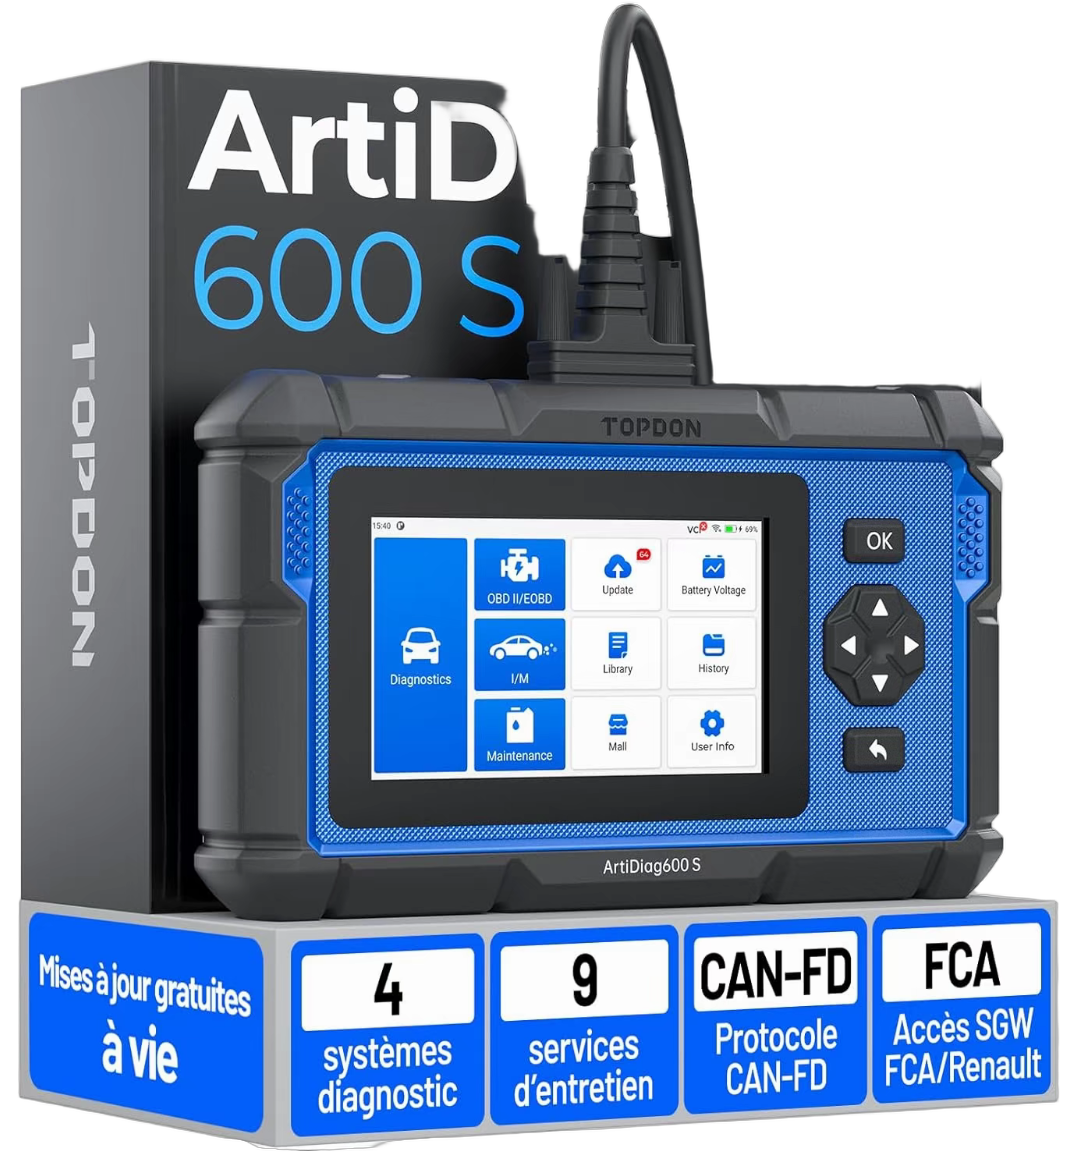 ArtiD
600 S
TOPDON
TOPDON
15:40
VCI
69%
Diagnostics
OBD II/EOBD
I/M
Maintenance
64
Update
Battery Voltage
Library
History
Mall
User Info
OK
ArtiDiag600 S
Mises à jour gratuites
à vie
4
systèmes
diagnostic
9
services
d'entretien
CAN-FD
Protocole
CAN-FD
FCA
Accès SGW
FCA/Renault